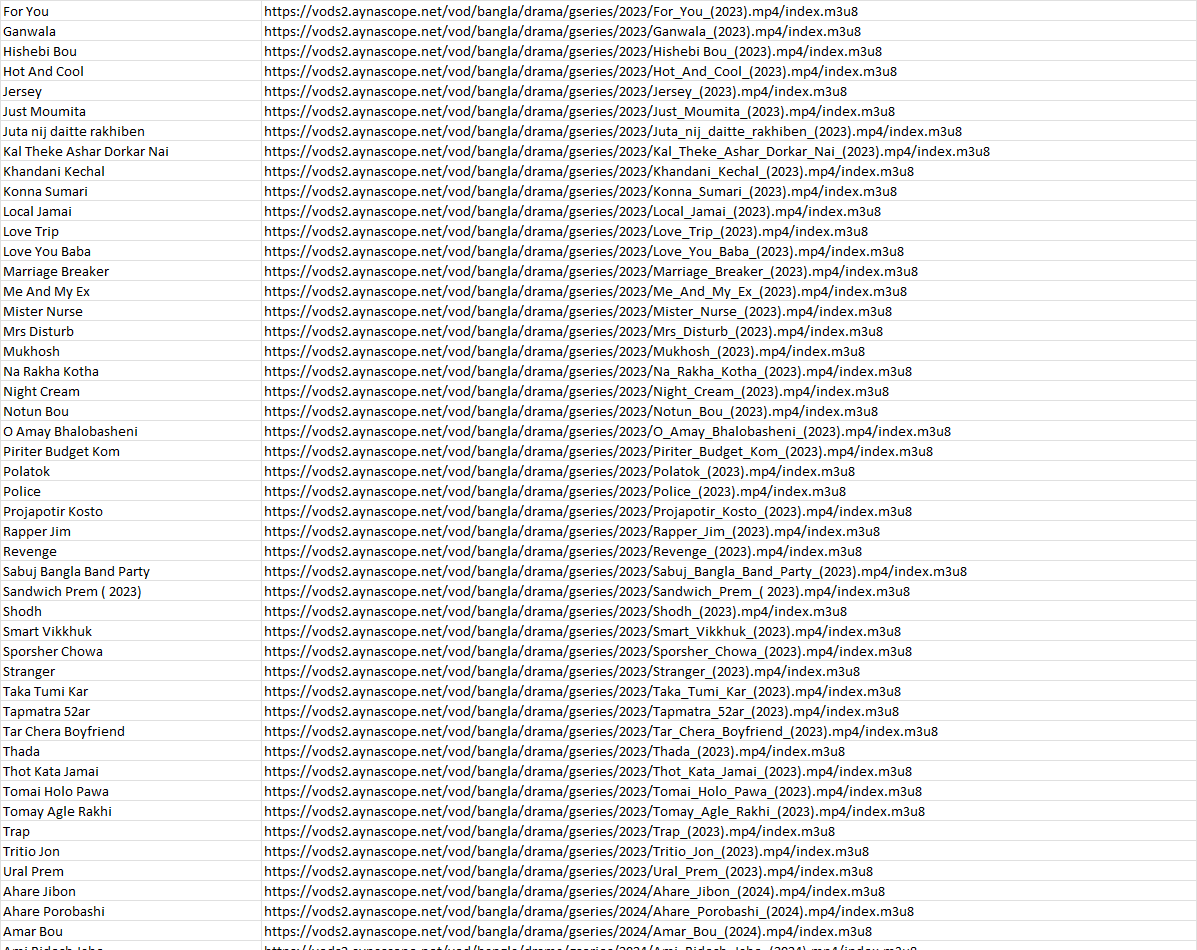 For You https://vods2.aynascope.net/vod/bangla/drama/gseries/2023/For_You_(2023).mp4/index.m3u8
Ganwala https://vods2.aynascope.net/vod/bangla/drama/gseries/2023/Ganwala_(2023).mp4/index.m3u8
Hishebi Bou https://vods2.aynascope.net/vod/bangla/drama/gseries/2023/Hishebi Bou_(2023).mp4/index.m3u8
Hot And Cool https://vods2.aynascope.net/vod/bangla/drama/gseries/2023/Hot_And_Cool_(2023).mp4/index.m3u8
Jersey https://vods2.aynascope.net/vod/bangla/drama/gseries/2023/Jersey_(2023).mp4/index.m3u8
Just Moumita https://vods2.aynascope.net/vod/bangla/drama/gseries/2023/Just_Moumita_(2023).mp4/index.m3u8
Juta nij daitte rakhiben https://vods2.aynascope.net/vod/bangla/drama/gseries/2023/Juta_nij_daitte_rakhiben_(2023).mp4/index.m3u8
Kal Theke Ashar Dorkar Nai https://vods2.aynascope.net/vod/bangla/drama/gseries/2023/Kal_Theke_Ashar_Dorkar_Nai_(2023).mp4/index.m3u8
Khandani Kechal https://vods2.aynascope.net/vod/bangla/drama/gseries/2023/Khandani_Kechal_(2023).mp4/index.m3u8
Konna Sumari https://vods2.aynascope.net/vod/bangla/drama/gseries/2023/Konna_Sumari_(2023).mp4/index.m3u8
Local Jamai https://vods2.aynascope.net/vod/bangla/drama/gseries/2023/Local_Jamai_(2023).mp4/index.m3u8
Love Trip https://vods2.aynascope.net/vod/bangla/drama/gseries/2023/Love_Trip_(2023).mp4/index.m3u8
Love You Baba https://vods2.aynascope.net/vod/bangla/drama/gseries/2023/Love_You_Baba_(2023).mp4/index.m3u8
Marriage Breaker https://vods2.aynascope.net/vod/bangla/drama/gseries/2023/Marriage_Breaker_(2023).mp4/index.m3u8
Me And My Ex https://vods2.aynascope.net/vod/bangla/drama/gseries/2023/Me_And_My_Ex_(2023).mp4/index.m3u8
Mister Nurse https://vods2.aynascope.net/vod/bangla/drama/gseries/2023/Mister_Nurse_(2023).mp4/index.m3u8
Mrs Disturb https://vods2.aynascope.net/vod/bangla/drama/gseries/2023/Mrs_Disturb_(2023).mp4/index.m3u8
Mukhosh https://vods2.aynascope.net/vod/bangla/drama/gseries/2023/Mukhosh_(2023).mp4/index.m3u8
Na Rakha Kotha https://vods2.aynascope.net/vod/bangla/drama/gseries/2023/Na_Rakha_Kotha_(2023).mp4/index.m3u8
Night Cream https://vods2.aynascope.net/vod/bangla/drama/gseries/2023/Night_Cream_(2023).mp4/index.m3u8
Notun Bou https://vods2.aynascope.net/vod/bangla/drama/gseries/2023/Notun_Bou_(2023).mp4/index.m3u8
O Amay Bhalobasheni https://vods2.aynascope.net/vod/bangla/drama/gseries/2023/O_Amay_Bhalobasheni_(2023).mp4/index.m3u8
Piriter Budget Kom https://vods2.aynascope.net/vod/bangla/drama/gseries/2023/Piriter_Budget_Kom_(2023).mp4/index.m3u8
Polatok https://vods2.aynascope.net/vod/bangla/drama/gseries/2023/Polatok_(2023).mp4/index.m3u8
Police https://vods2.aynascope.net/vod/bangla/drama/gseries/2023/Police_(2023).mp4/index.m3u8
Projapotir Kosto https://vods2.aynascope.net/vod/bangla/drama/gseries/2023/Projapotir_Kosto_(2023).mp4/index.m3u8
Rapper Jim https://vods2.aynascope.net/vod/bangla/drama/gseries/2023/Rapper_Jim_(2023).mp4/index.m3u8
Revenge https://vods2.aynascope.net/vod/bangla/drama/gseries/2023/Revenge_(2023).mp4/index.m3u8
Sabuj Bangla Band Party https://vods2.aynascope.net/vod/bangla/drama/gseries/2023/Sabuj_Bangla_Band_Party_(2023).mp4/index.m3u8
Sandwich Prem ( 2023) https://vods2.aynascope.net/vod/bangla/drama/gseries/2023/Sandwich_Prem_( 2023).mp4/index.m3u8
Shodh https://vods2.aynascope.net/vod/bangla/drama/gseries/2023/Shodh_(2023).mp4/index.m3u8
Smart Vikkhuk https://vods2.aynascope.net/vod/bangla/drama/gseries/2023/Smart_Vikkhuk_(2023).mp4/index.m3u8
Sporsher Chowa https://vods2.aynascope.net/vod/bangla/drama/gseries/2023/Sporsher_Chowa_(2023).mp4/index.m3u8
Stranger https://vods2.aynascope.net/vod/bangla/drama/gseries/2023/Stranger_(2023).mp4/index.m3u8
Taka Tumi Kar https://vods2.aynascope.net/vod/bangla/drama/gseries/2023/Taka_Tumi_Kar_(2023).mp4/index.m3u8
Tapmatra 52ar https://vods2.aynascope.net/vod/bangla/drama/gseries/2023/Tapmatra_52ar_(2023).mp4/index.m3u8
Tar Chera Boyfriend https://vods2.aynascope.net/vod/bangla/drama/gseries/2023/Tar_Chera_Boyfriend_(2023).mp4/index.m3u8
Thada https://vods2.aynascope.net/vod/bangla/drama/gseries/2023/Thada_(2023).mp4/index.m3u8
Thot Kata Jamai https://vods2.aynascope.net/vod/bangla/drama/gseries/2023/Thot_Kata_Jamai_(2023).mp4/index.m3u8
Tomai Holo Pawa https://vods2.aynascope.net/vod/bangla/drama/gseries/2023/Tomai_Holo_Pawa_(2023).mp4/index.m3u8
Tomay Agle Rakhi https://vods2.aynascope.net/vod/bangla/drama/gseries/2023/Tomay_Agle_Rakhi_(2023).mp4/index.m3u8
Trap https://vods2.aynascope.net/vod/bangla/drama/gseries/2023/Trap_(2023).mp4/index.m3u8
Tritio Jon https://vods2.aynascope.net/vod/bangla/drama/gseries/2023/Tritio_Jon_(2023).mp4/index.m3u8
Ural Prem https://vods2.aynascope.net/vod/bangla/drama/gseries/2023/Ural_Prem_(2023).mp4/index.m3u8
Ahare Jibon https://vods2.aynascope.net/vod/bangla/drama/gseries/2024/Ahare_Jibon_(2024).mp4/index.m3u8
Ahare Porobashi https://vods2.aynascope.net/vod/bangla/drama/gseries/2024/Ahare_Porobashi_(2024).mp4/index.m3u8
Amar Bou https://vods2.aynascope.net/vod/bangla/drama/gseries/2024/Amar_Bou_(2024).mp4/index.m3u8